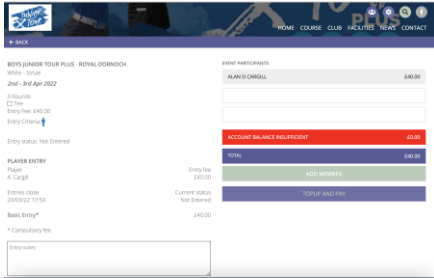 Junior
Tour
PLUS
HOME COURSE CLUB FACILITIES NEWS CONTACT
← BACK
BOYS JUNIOR TOUR PLUS - ROYAL DORNOCH
White - Strule
2nd - 3rd Apr 2022
3 Rounds
Tee
Entry Fee: £40.00
Entry Criteria
Entry status: Not Entered
PLAYER ENTRY
Player Entry fee
A. Cargill £40.00
Entries close Current status
20/03/22 17:59 Not Entered
Basic Entry* £40.00
* Compulsory fee
Entry notes
EVENT PARTICIPANTS
ALAN D CARGILL £40.00
ACCOUNT BALANCE INSUFFICIENT £0.00
TOTAL £40.00
ADD MEMBER
TOPUP AND PAY